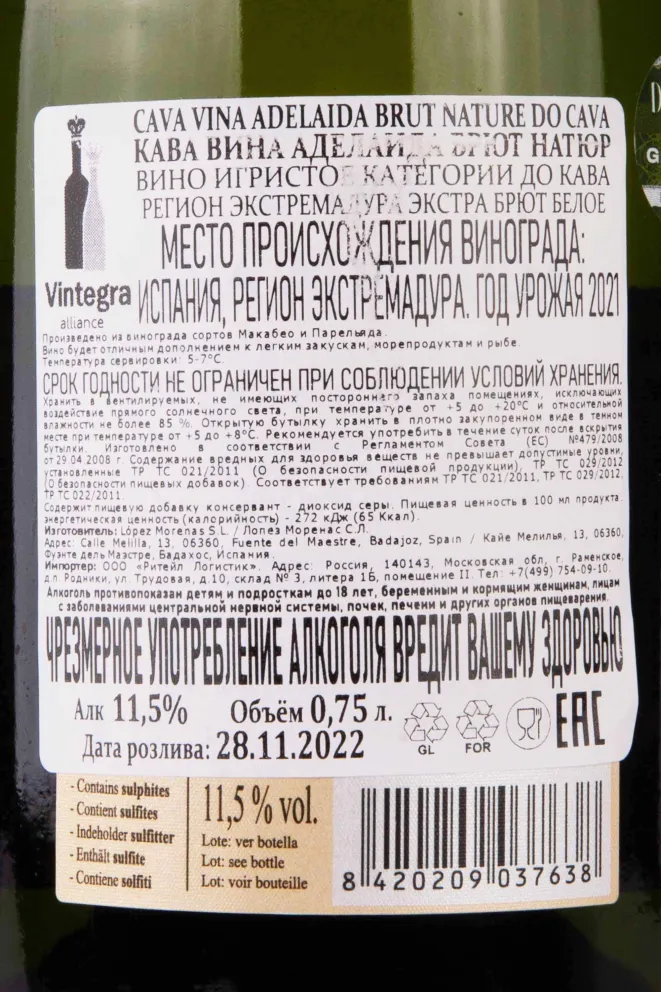 CAVA VINA ADELAIDA BRUT NATURE DO CAVA
КАВА ВИНА АДЕЛАИДА БРЮТ НАТЮР
ВИНО ИГРИСТОЕ КАТЕГОРИИ ДО КАВА
РЕГИОН ЭКСТРЕМАДУРА ЭКСТРА БРЮТ БЕЛОЕ
МЕСТО ПРОИСХОЖДЕНИЯ ВИНОГРАДА:
ИСПАНИЯ, РЕГИОН ЭКСТРЕМАДУРА. ГОД УРОЖАЯ 2021
Vintegra
alliance
Произведено из винограда сортов Макабео и Парельяда.
Вино будет отличным дополнением к легким закускам, морепродуктам и рыбе.
Температура сервировки: 5-7°С.
СРОК ГОДНОСТИ НЕ ОГРАНИЧЕН ПРИ СОБЛЮДЕНИИ УСЛОВИЙ ХРАНЕНИЯ.
Хранить в вентилируемых, не имеющих постороннего запаха помещениях, исключающих
воздействие прямого солнечного света, при температуре от +5 до +20°С и относительной
влажности не более 85 %. Открытую бутылку хранить в плотно закупоренном виде в темном
месте при температуре от +5 до +8°С. Рекомендуется употребить в течение суток после вскрытия
бутылки. Изготовлено в соответствии с Регламентом Совета (ЕС) №479/2008
от 29.04.2008 г. Содержание вредных для здоровья веществ не превышает допустимые уровни,
установленные ТР ТС 021/2011 (О безопасности пищевой продукции), ТР ТС 029/2012
(О безопасности пищевых добавок). Соответствует требованиям ТР ТС 021/2011, ТР ТС 029/2012,
ТР ТС 022/2011.
Содержит пищевую добавку консервант - диоксид серы. Пищевая ценность в 100 мл продукта:
энергетическая ценность (калорийность) - 272 кДж (65 Ккал).
Изготовитель: López Morenas S.L / Лопез Моренас С.Л.
Адрес: Calle Melilla, 13, 06360, Fuente del Maestre, Badajoz, Spain / Кайе Мелилья, 13, 06360,
Фуэнте дель Маэстре, Бадахос, Испания.
Импортер: ООО «Ритейл Логистик». Адрес: Россия, 140143, Московская обл, г. Раменское,
д.п. Родники, ул. Трудовая, д.10, склад № 3, литера 1Б, помещение II. Тел: +7(499) 754-09-10.
Алкоголь противопоказан детям и подросткам до 18 лет, беременным и кормящим женщинам, лицам
с заболеваниями центральной нервной системы, почек, печени и других органов пищеварения.
ЧРЕЗМЕРНОЕ УПОТРЕБЛЕНИЕ АЛКОГОЛЯ ВРЕДИТ ВАШЕМУ ЗДОРОВЬЮ
Алк 11,5% Объём 0,75 л.
Дата розлива: 28.11.2022
GL FOR EAC
- Contains sulphites
- Contient sulfites
- Indeholder sulfitter
- Enthält sulfite
- Contiene solfiti
11,5 % vol.
Lote: ver botella
Lot: see bottle
Lot: voir bouteille
8 420209 037638